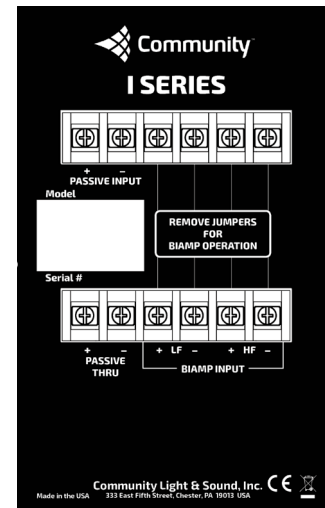 Community
I SERIES
+ −
PASSIVE INPUT
Model
REMOVE JUMPERS
FOR
BIAMP OPERATION
Serial #
+ − + LF − + HF −
PASSIVE
THRU
BIAMP INPUT
Community Light & Sound, Inc. CE
Made in the USA 333 East Fifth Street, Chester, PA 19013 USA